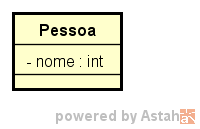 Pessoa
- nome : int
powered by Astah